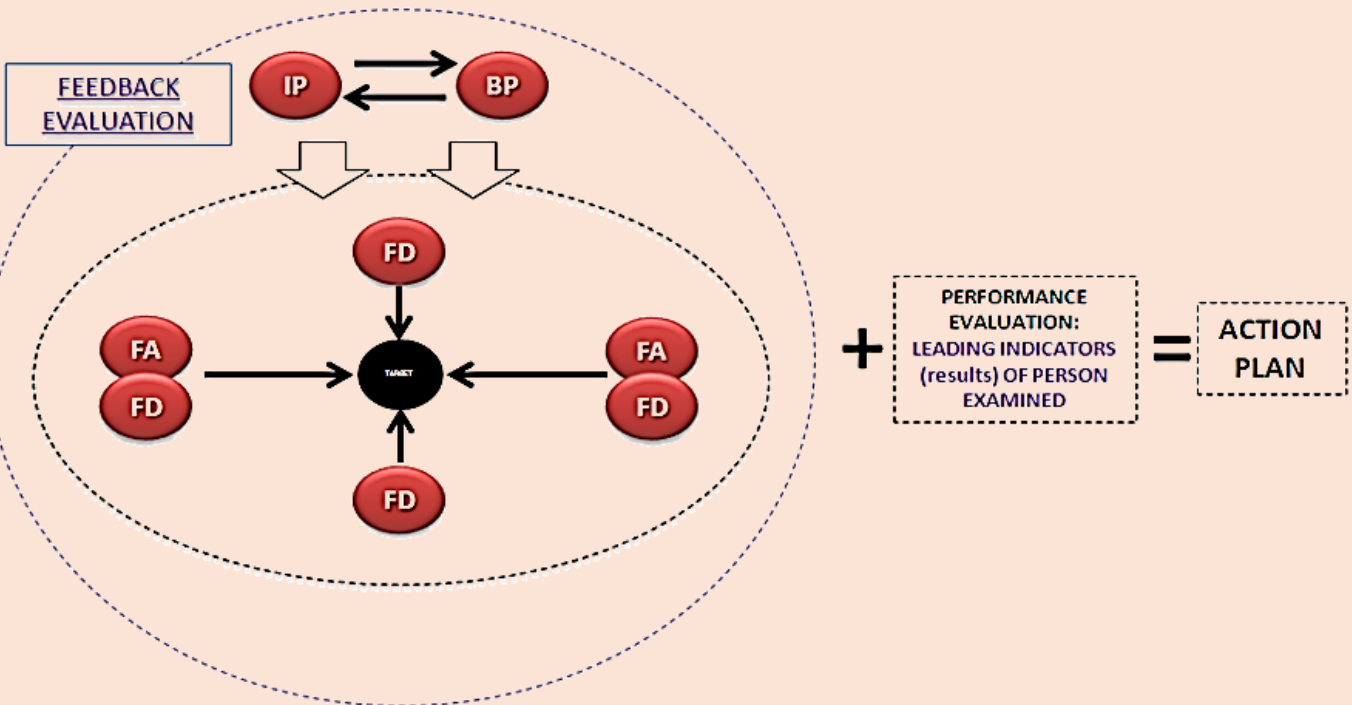 FEEDBACK
EVALUATION
IP
BP
FD
FA
FD
TARGET
FA
FD
FD
+
PERFORMANCE
EVALUATION:
LEADING INDICATORS
(results) OF PERSON
EXAMINED
=
ACTION
PLAN